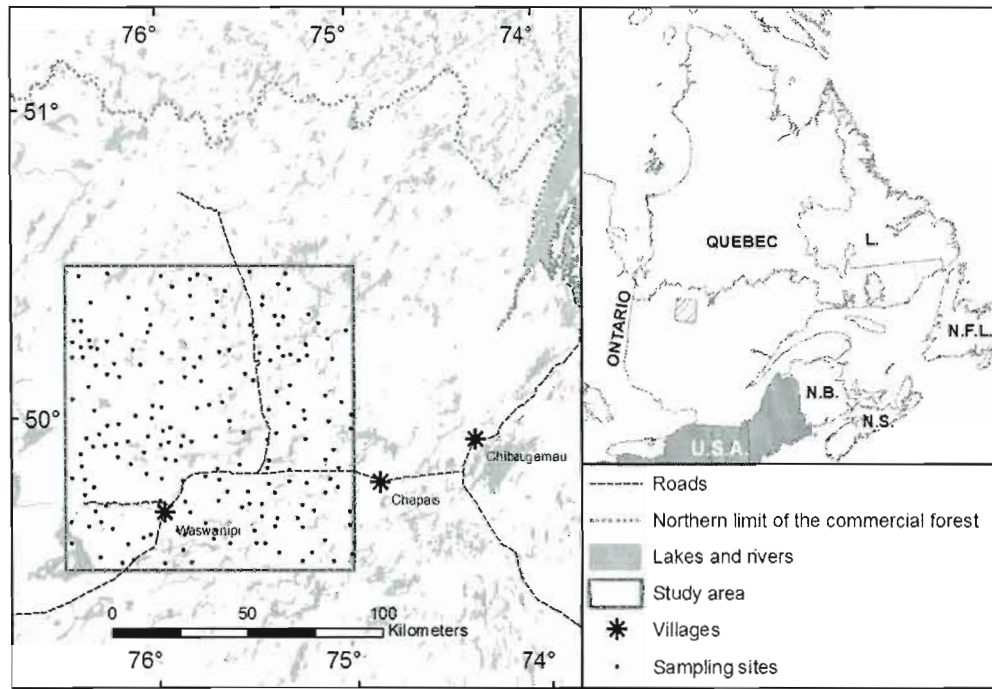 76°
75°
74°
51°
50°
Chibaugamau
Chapais
Waswanipi
0
50
100
Kilometers
76°
75°
74°
QUEBEC
L.
ONTARIO
N.F.L.
N.B.
N.S.
U.S.A.
Roads
Northern limit of the commercial forest
Lakes and rivers
Study area
Villages
Sampling sites